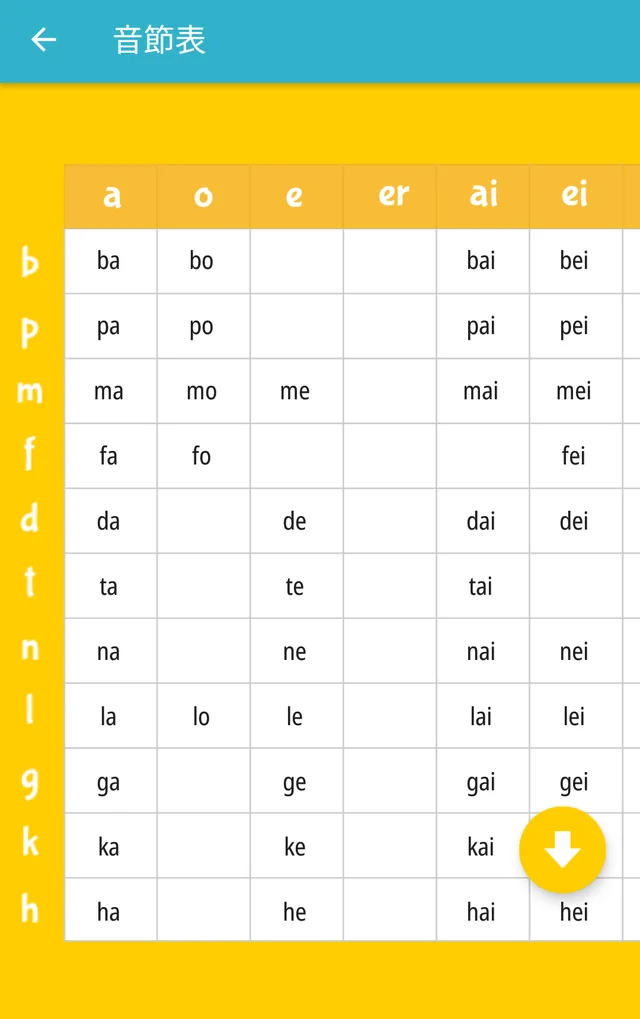 音節表
a o e er ai ei
b ba bo bai bei
p pa po pai pei
m ma mo me mai mei
f fa fo fei
d da de dai dei
t ta te tai
n na ne nai nei
l la lo le lai lei
g ga ge gai gei
k ka ke kai
h ha he hai hei